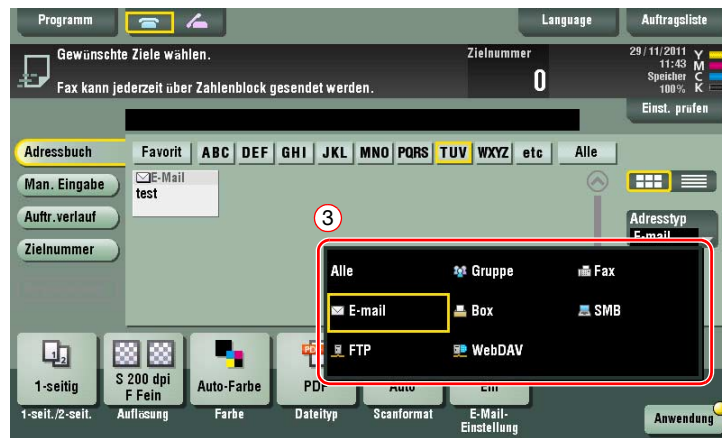 Programm
Language
Auftragsliste
Gewünschte Ziele wählen.
Zielnummer
29/11/2011
11:43
Speicher
100%
Y
M
C
K
0
Fax kann jederzeit über Zahlenblock gesendet werden.
Einst. prüfen
Adressbuch
Favorit ABC DEF GHI JKL MNO PQRS TUV WXYZ etc Alle
Man. Eingabe
E-Mail
test
Auftr.verlauf
3
Adresstyp
E-mail
Zielnummer
Alle Gruppe Fax
E-mail Box SMB
FTP WebDAV
1-seitig
S 200 dpi
F Fein
Auto-Farbe
PDF
Auto
Ein
1-seit./2-seit.
Auflösung
Farbe
Dateityp
Scanformat
E-Mail-
Einstellung
Anwendung